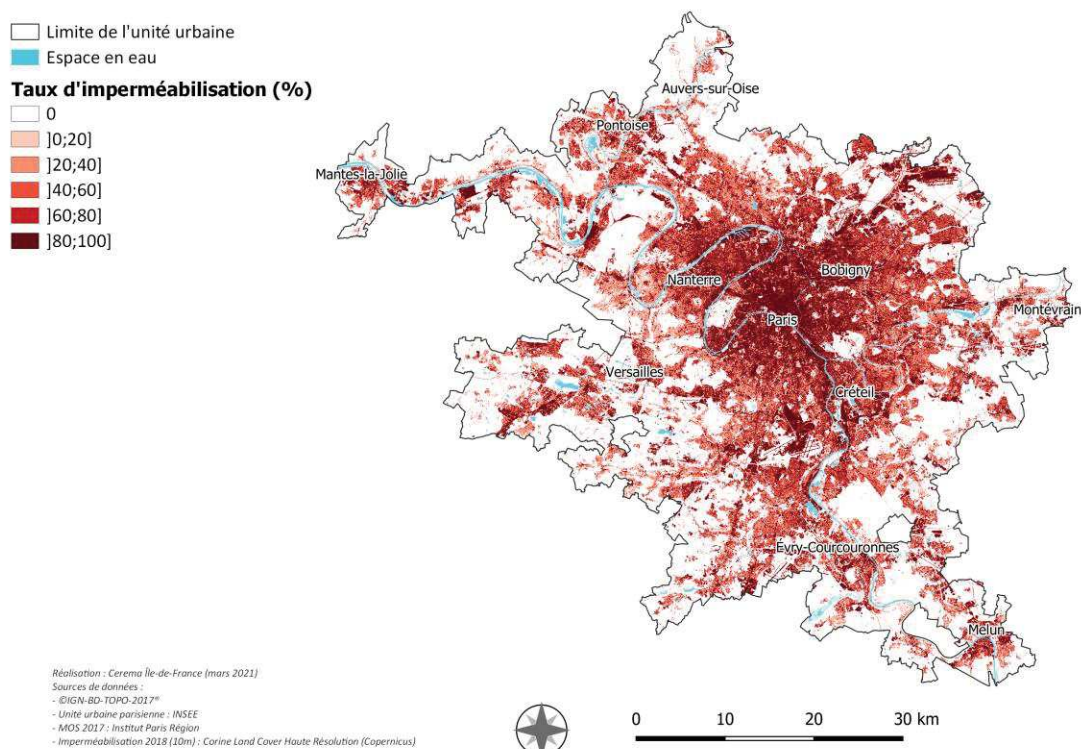 Limite de l'unité urbaine
Espace en eau
Taux d'imperméabilisation (%)
0
]0;20]
]20;40]
]40;60]
]60;80]
]80;100]
Auvers-sur-Oise
Pontoise
Mantes-la-Jolie
Nanterre
Bobigny
Montévrain
Paris
Versailles
Créteil
Évry-Courcouronnes
Melun
Réalisation : Cerema Île-de-France (mars 2021)
Sources de données :
- ©IGN-BD-TOPO-2017®
- Unité urbaine parisienne : INSEE
- MOS 2017 : Institut Paris Région
- Imperméabilisation 2018 (10m) : Corine Land Cover Haute Résolution (Copernicus)
0 10 20 30 km